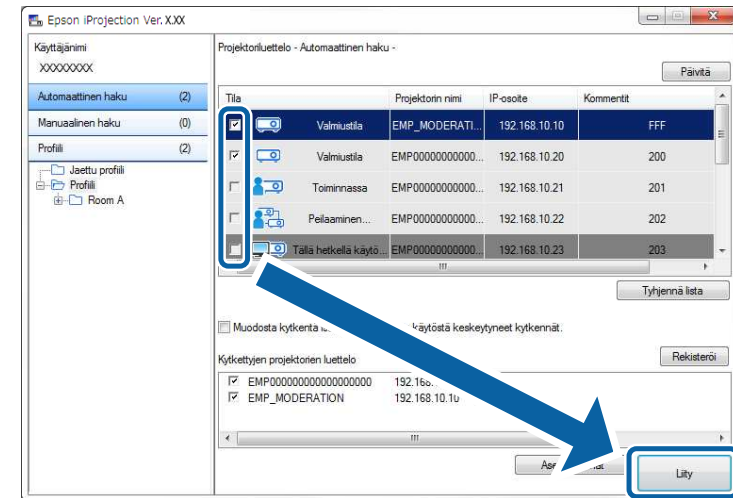 Epson iProjection Ver. X.XX
Käyttäjänimi
XXXXXXXX
Automaattinen haku (2)
Manuaalinen haku (0)
Profiili (2)
Jaettu profiili
Profiili
Room A
Projektoriluettelo - Automaattinen haku -
Päivitä
Tila Projektorin nimi IP-osoite Kommentit
Valmiustila EMP_MODERATI... 192.168.10.10 FFF
Valmiustila EMP00000000000... 192.168.10.20 200
Toiminnassa EMP00000000000... 192.168.10.21 201
Peilaaminen... EMP00000000000... 192.168.10.22 202
Tällä hetkellä käytö... EMP00000000000... 192.168.10.23 203
Tyhjennä lista
Muodosta kytkentä käytöstä keskeytyneet kytkennät.
Kytkettyjen projektorien luettelo
Rekisteröi
EMP000000000000000000 192.168.
EMP_MODERATION 192.168.10.10
Liity